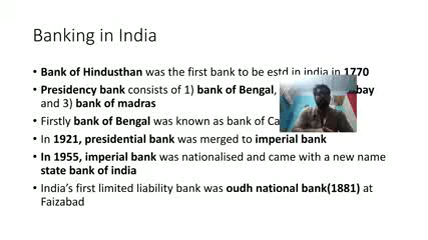 Banking in India
• Bank of Hindusthan was the first bank to be estd in india in 1770
• Presidency bank consists of 1) bank of Bengal, bay
and 3) bank of madras
• Firstly bank of Bengal was known as bank of Ca
• In 1921, presidential bank was merged to imperial bank
• In 1955, imperial bank was nationalised and came with a new name
state bank of india
• India's first limited liability bank was oudh national bank(1881) at
Faizabad